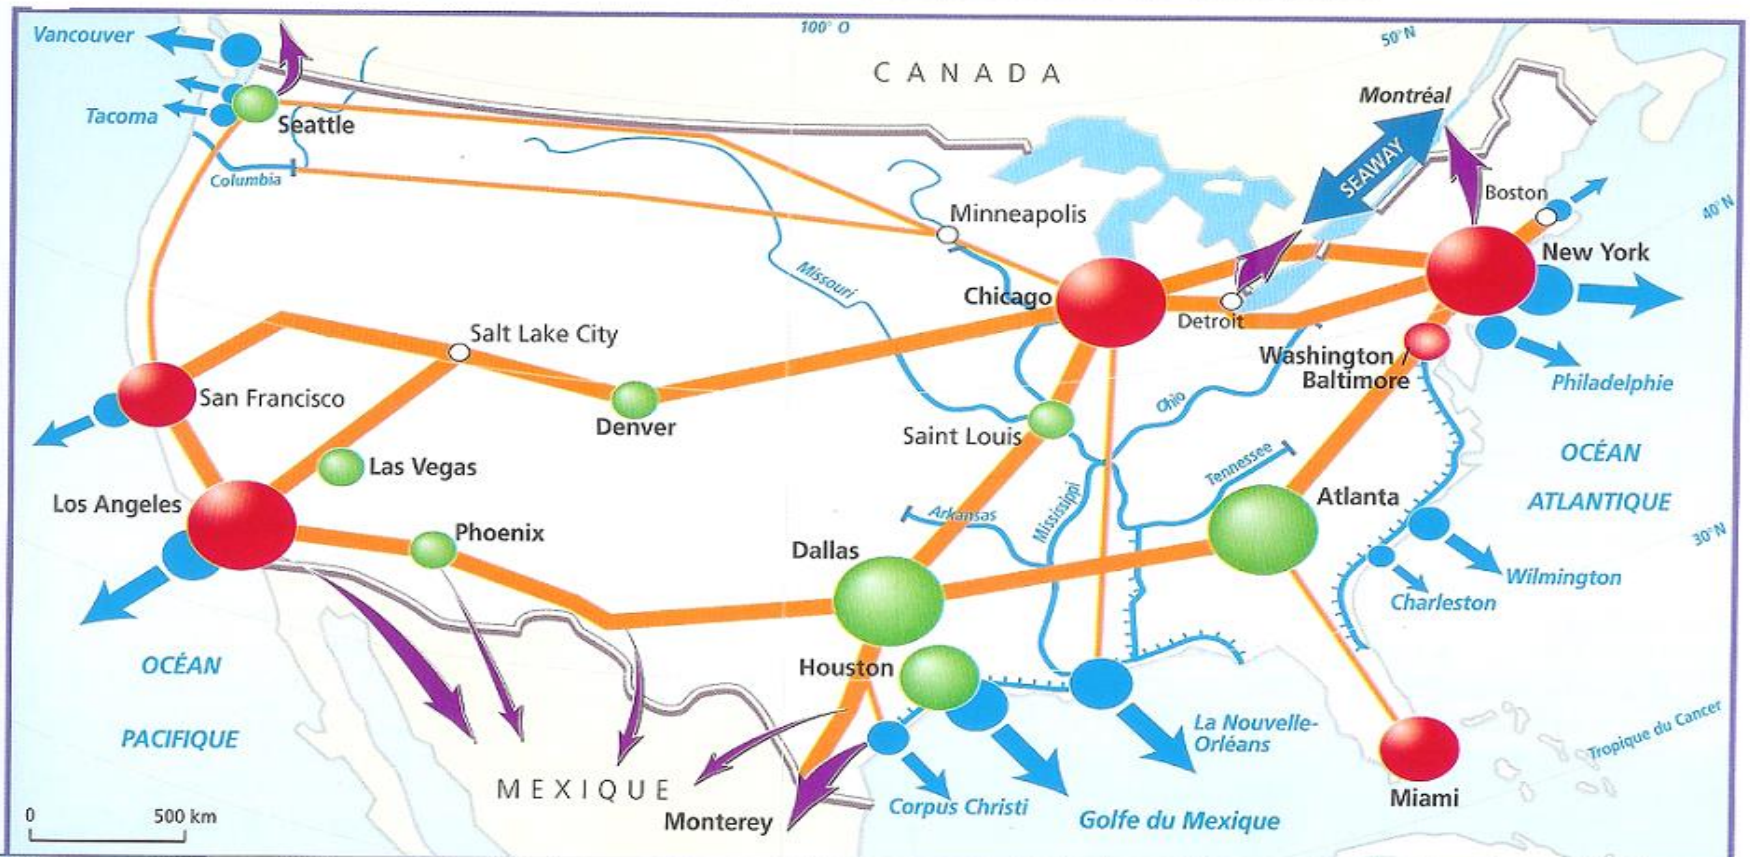 100° O
50° N
Vancouver
CANADA
Montréal
Tacoma
Seattle
SEAWAY
Columbia
Boston
40° N
Minneapolis
New York
Missouri
Chicago
Detroit
Salt Lake City
Washington /
Baltimore
Philadelphie
San Francisco
Denver
Ohio
Saint Louis
OCÉAN
ATLANTIQUE
Las Vegas
Tennessee
Los Angeles
Atlanta
Mississippi
Arkansas
Phoenix
30° N
Dallas
Wilmington
Charleston
Houston
OCÉAN
PACIFIQUE
La Nouvelle-
Orléans
Tropique du Cancer
MEXIQUE
Monterey
Corpus Christi
Golfe du Mexique
Miami
0
500 km